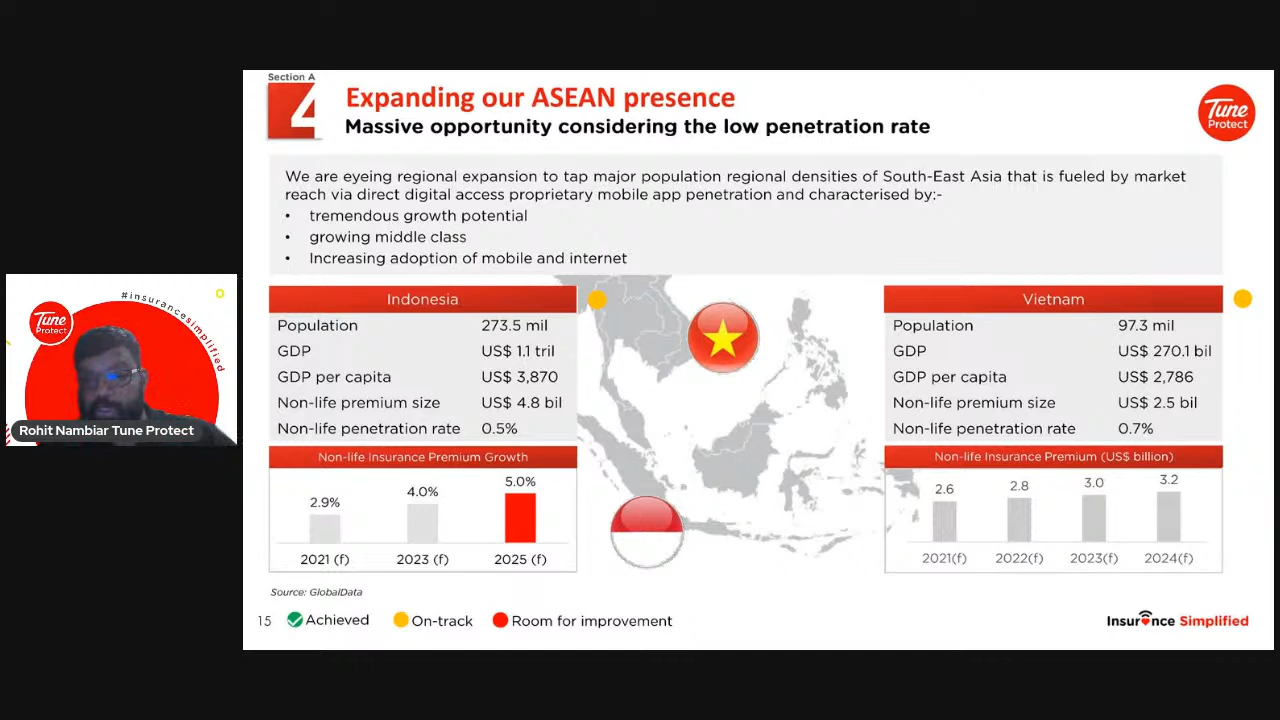 Section A
4
Expanding our ASEAN presence
Massive opportunity considering the low penetration rate
Tune
Protect
We are eyeing regional expansion to tap major population regional densities of South-East Asia that is fueled by market
reach via direct digital access proprietary mobile app penetration and characterised by:-
• tremendous growth potential
• growing middle class
• Increasing adoption of mobile and internet
Indonesia
Population 273.5 mil
GDP US$ 1.1 tril
GDP per capita US$ 3,870
Non-life premium size US$ 4.8 bil
Non-life penetration rate 0.5%
Non-life Insurance Premium Growth
2.9% 4.0% 5.0%
2021 (f) 2023 (f) 2025 (f)
Vietnam
Population 97.3 mil
GDP US$ 270.1 bil
GDP per capita US$ 2,786
Non-life premium size US$ 2.5 bil
Non-life penetration rate 0.7%
Non-life Insurance Premium (US$ billion)
2.6 2.8 3.0 3.2
2021(f) 2022(f) 2023(f) 2024(f)
Source: GlobalData
15 Achieved On-track Room for improvement
Insurance Simplified
#insurancesimplified
Tune
Protect
Rohit Nambiar Tune Protect